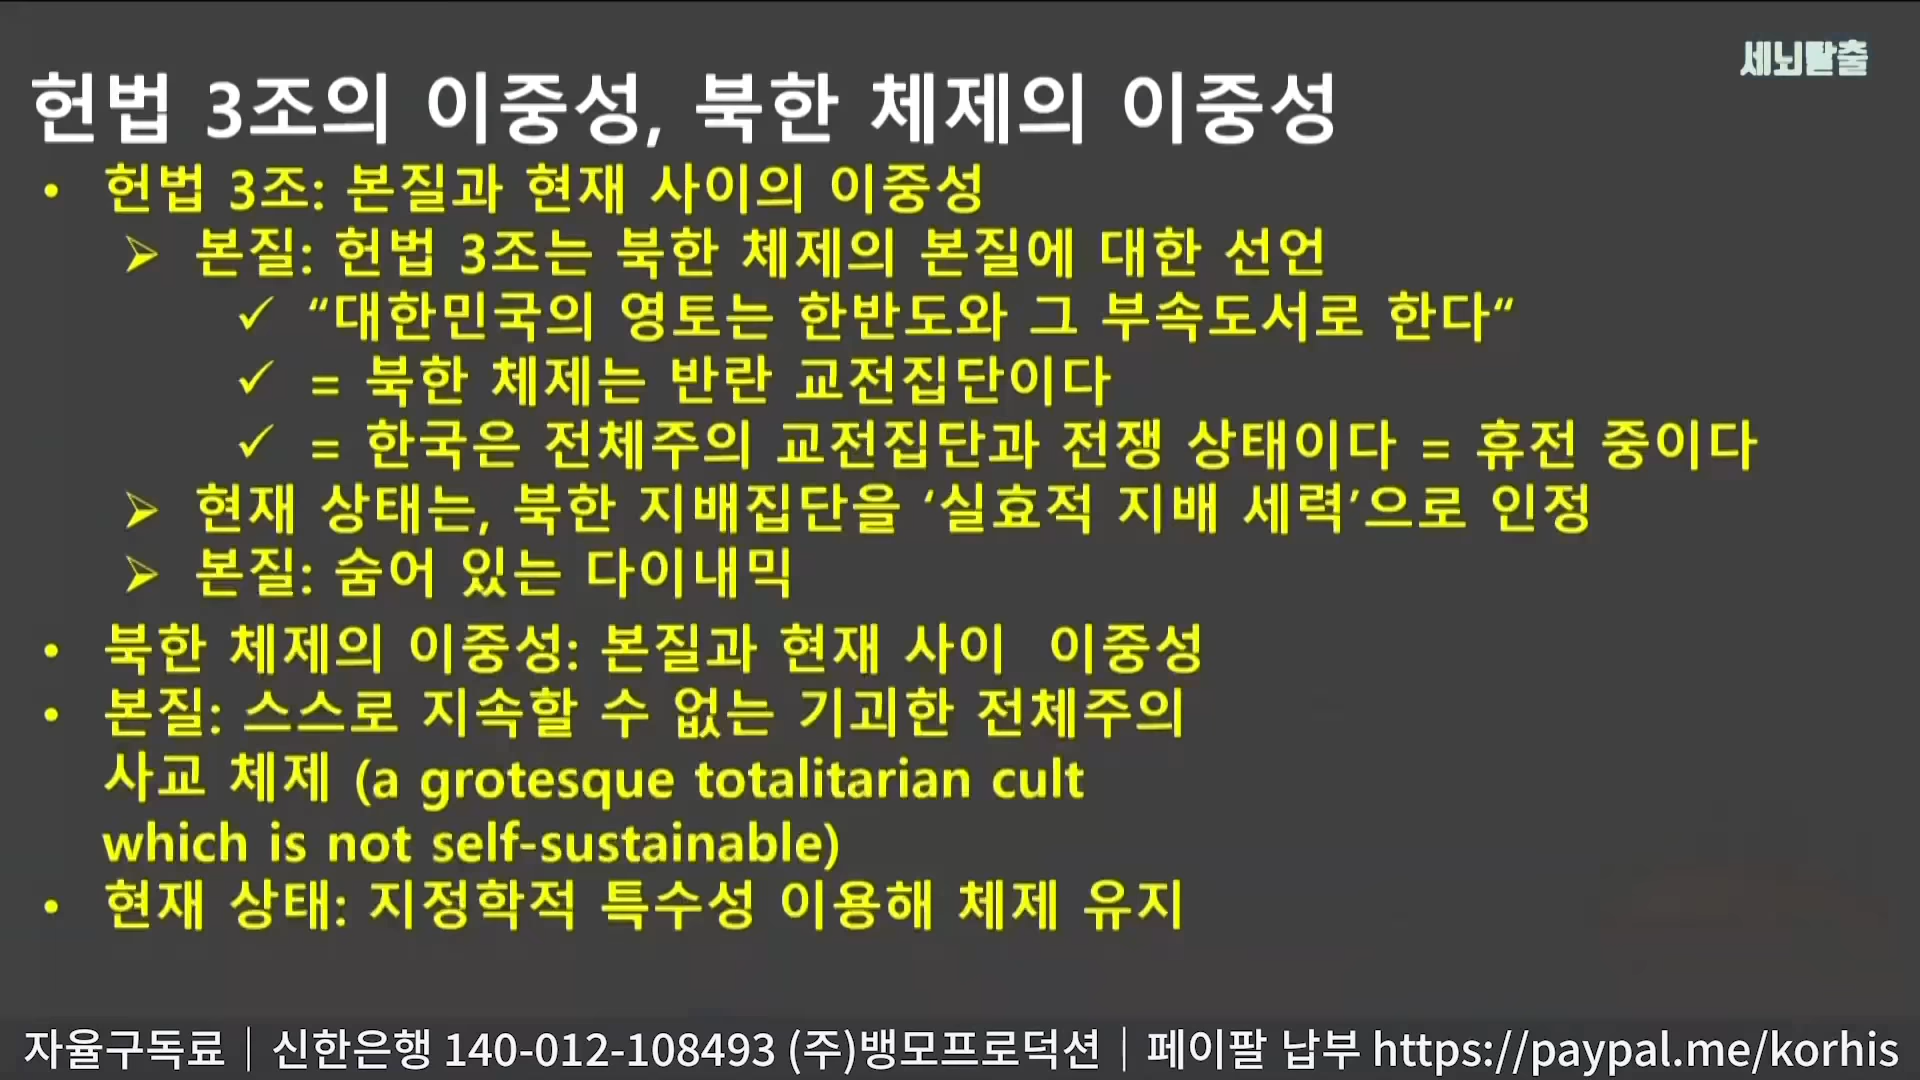 세뇌탈출
헌법 3조의 이중성, 북한 체제의 이중성
• 헌법 3조: 본질과 현재 사이의 이중성
➢ 본질: 헌법 3조는 북한 체제의 본질에 대한 선언
✓ “대한민국의 영토는 한반도와 그 부속도서로 한다“
✓ = 북한 체제는 반란 교전집단이다
✓ = 한국은 전체주의 교전집단과 전쟁 상태이다 = 휴전 중이다
➢ 현재 상태는, 북한 지배집단을 ‘실효적 지배 세력’으로 인정
➢ 본질: 숨어 있는 다이내믹
• 북한 체제의 이중성: 본질과 현재 사이 이중성
• 본질: 스스로 지속할 수 없는 기괴한 전체주의
사교 체제 (a grotesque totalitarian cult
which is not self-sustainable)
• 현재 상태: 지정학적 특수성 이용해 체제 유지
자율구독료│신한은행 140-012-108493 (주)뱅모프로덕션│페이팔 납부 https://paypal.me/korhis